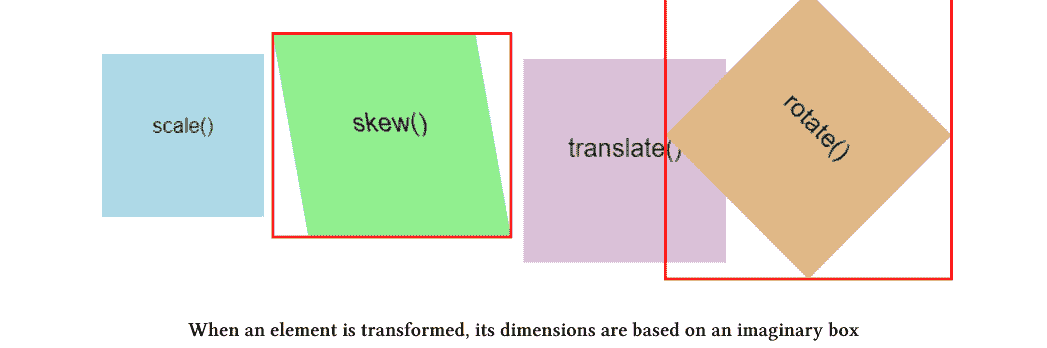 scale()
skew()
translate()
rotate()
When an element is transformed, its dimensions are based on an imaginary box